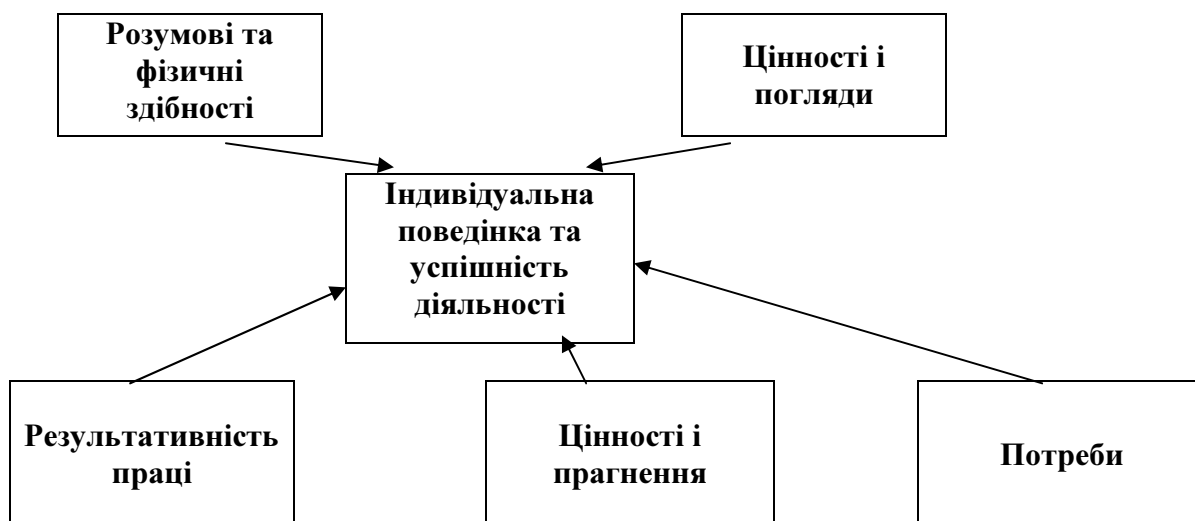 Розумові та
фізичні
здібності
Цінності і
погляди
Індивідуальна
поведінка та
успішність
діяльності
Результативність
праці
Цінності і
прагнення
Потреби